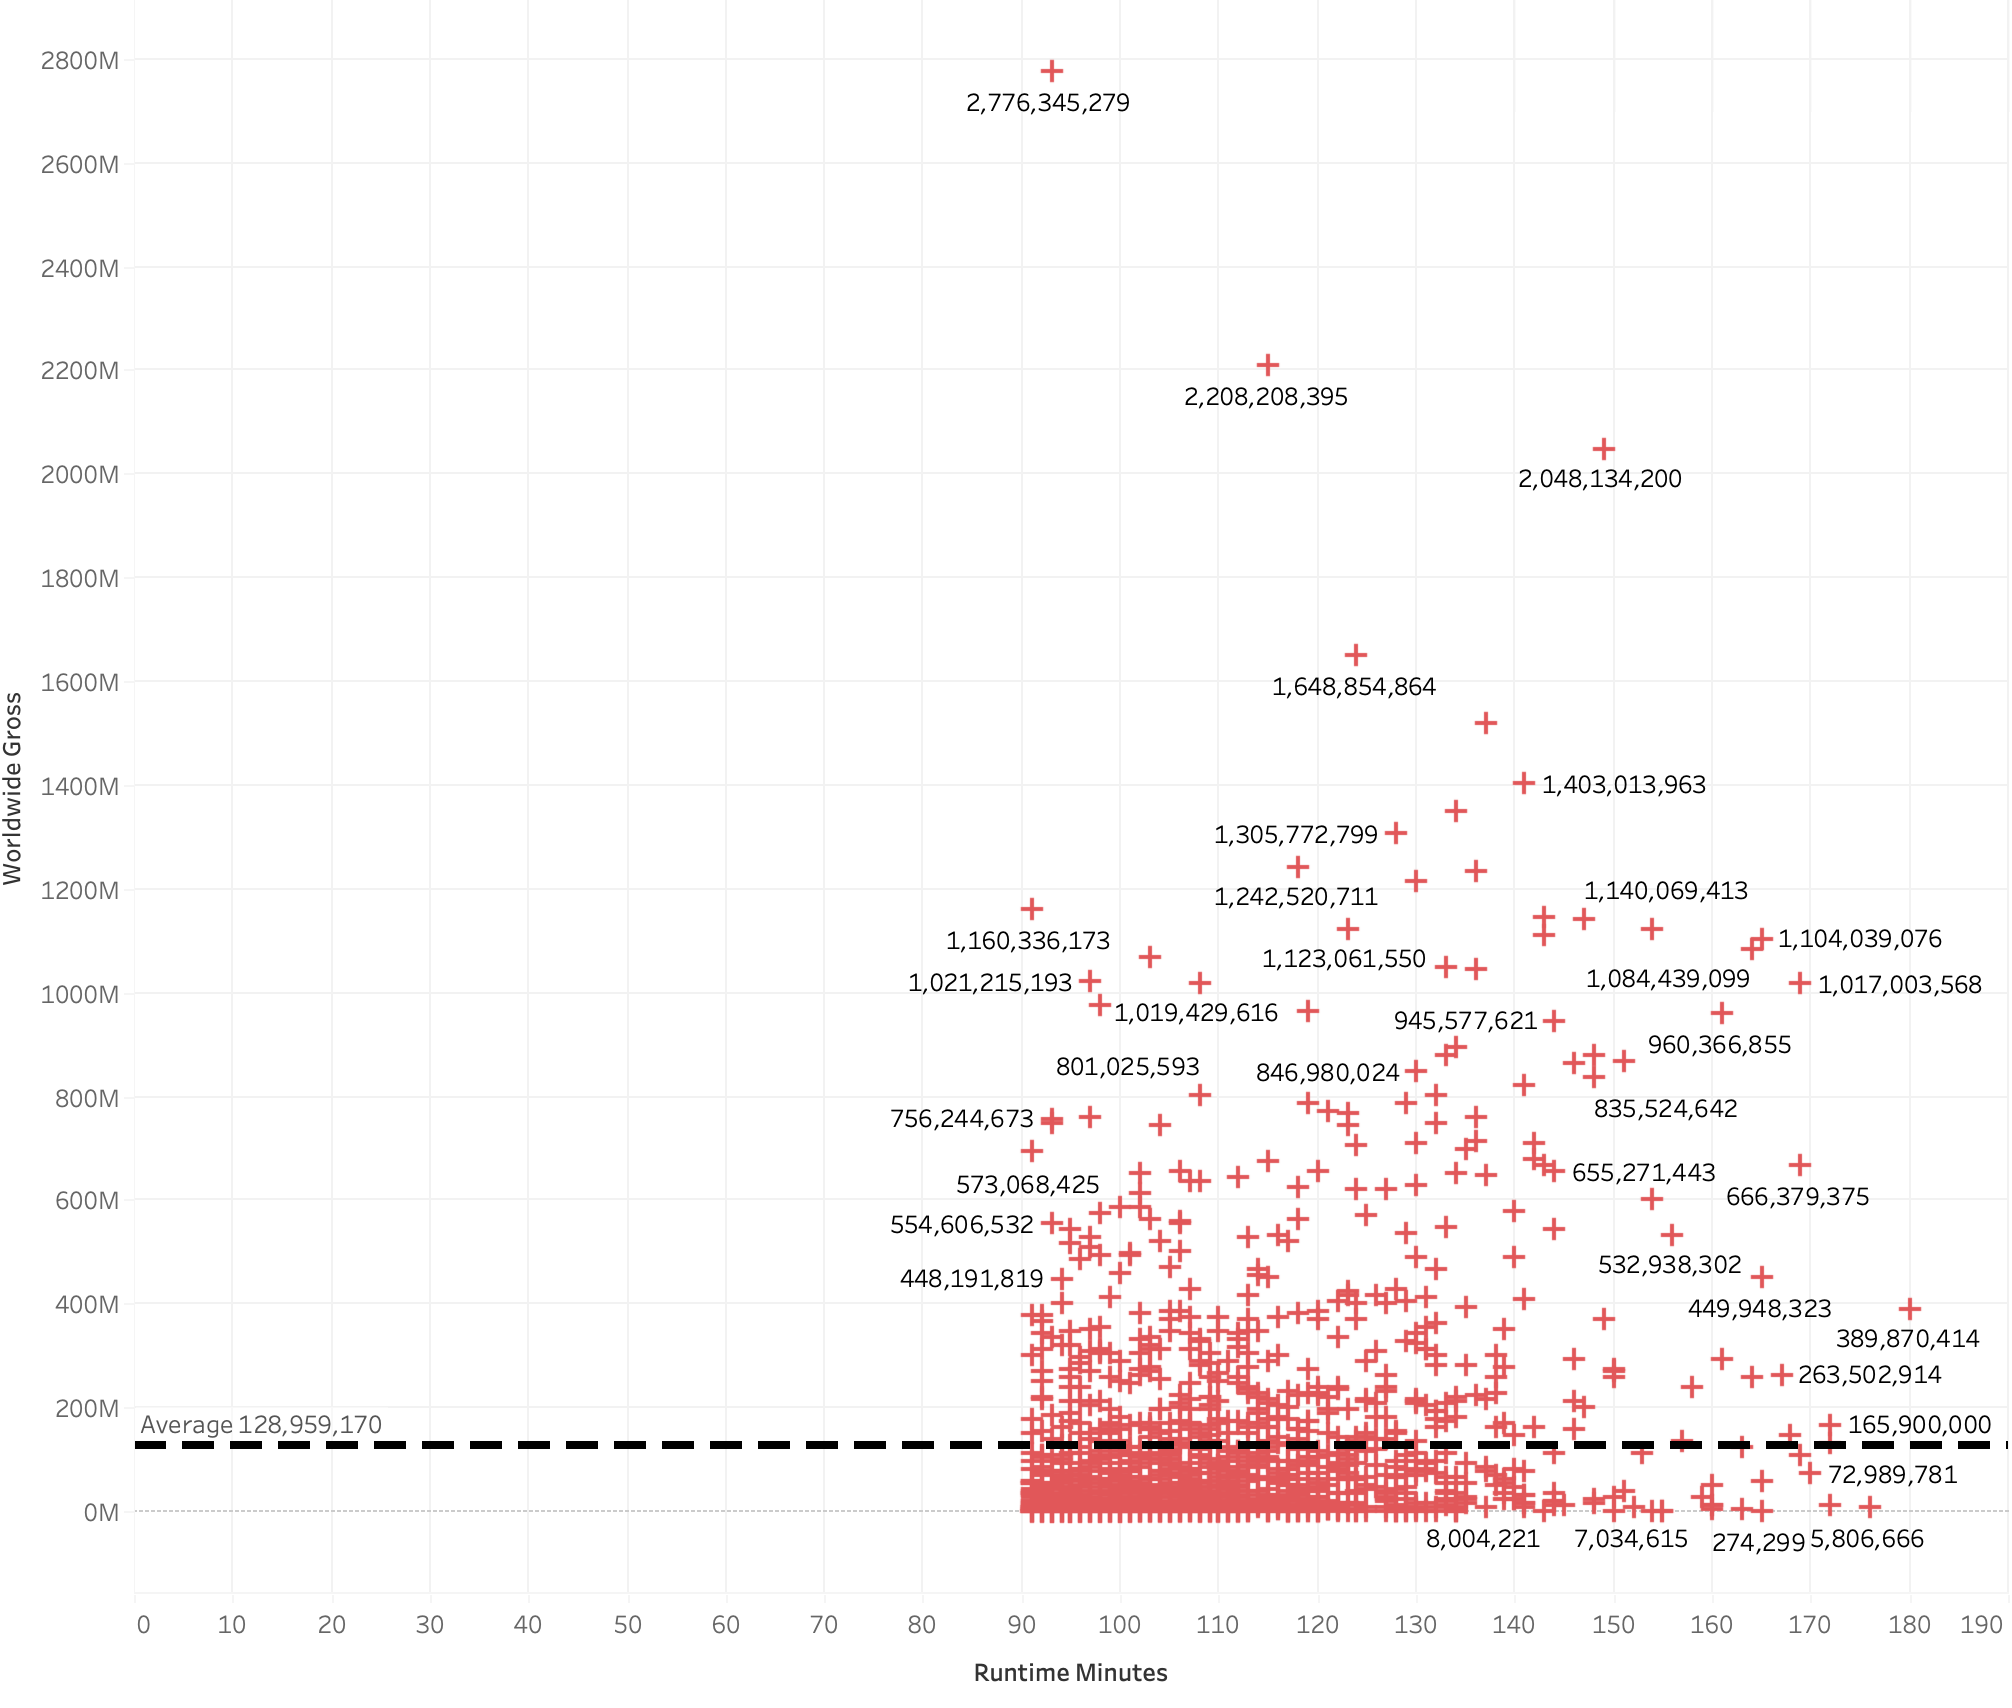 2800M
2,776,345,279
2600M
2400M
2200M
2,208,208,395
2000M
2,048,134,200
1800M
1600M
1,648,854,864
Worldwide Gross
1400M
1,403,013,963
1,305,772,799
1200M
1,242,520,711
1,140,069,413
1,160,336,173
1,123,061,550
1,104,039,076
1,021,215,193
1,084,439,099
1,017,003,568
1000M
1,019,429,616
945,577,621
960,366,855
801,025,593
846,980,024
800M
835,524,642
756,244,673
573,068,425
655,271,443
666,379,375
600M
554,606,532
532,938,302
448,191,819
449,948,323
400M
389,870,414
263,502,914
200M
Average 128,959,170
165,900,000
72,989,781
0M
8,004,221
7,034,615
274,299
5,806,666
0 10 20 30 40 50 60 70 80 90 100 110 120 130 140 150 160 170 180 190
Runtime Minutes